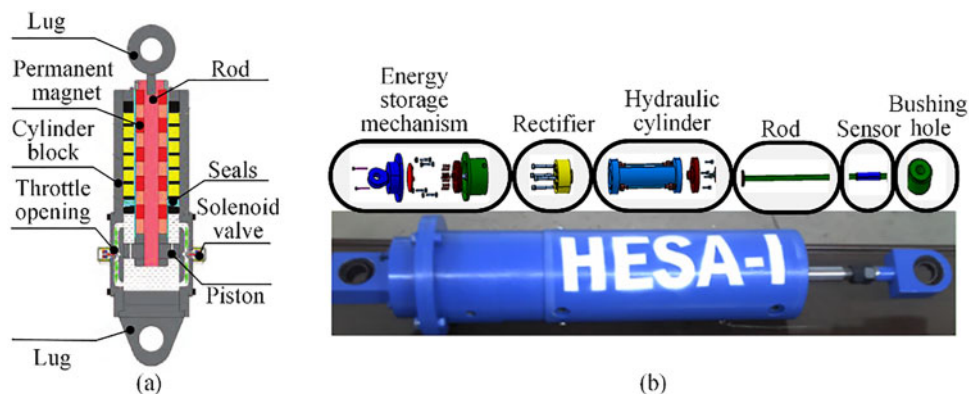 Lug
Permanent
magnet
Cylinder
block
Throttle
opening
Lug
Rod
Seals
Solenoid
valve
Piston
(a)
Energy
storage
mechanism
Rectifier
Hydraulic
cylinder
Rod
Sensor
Bushing
hole
HESA-I
(b)